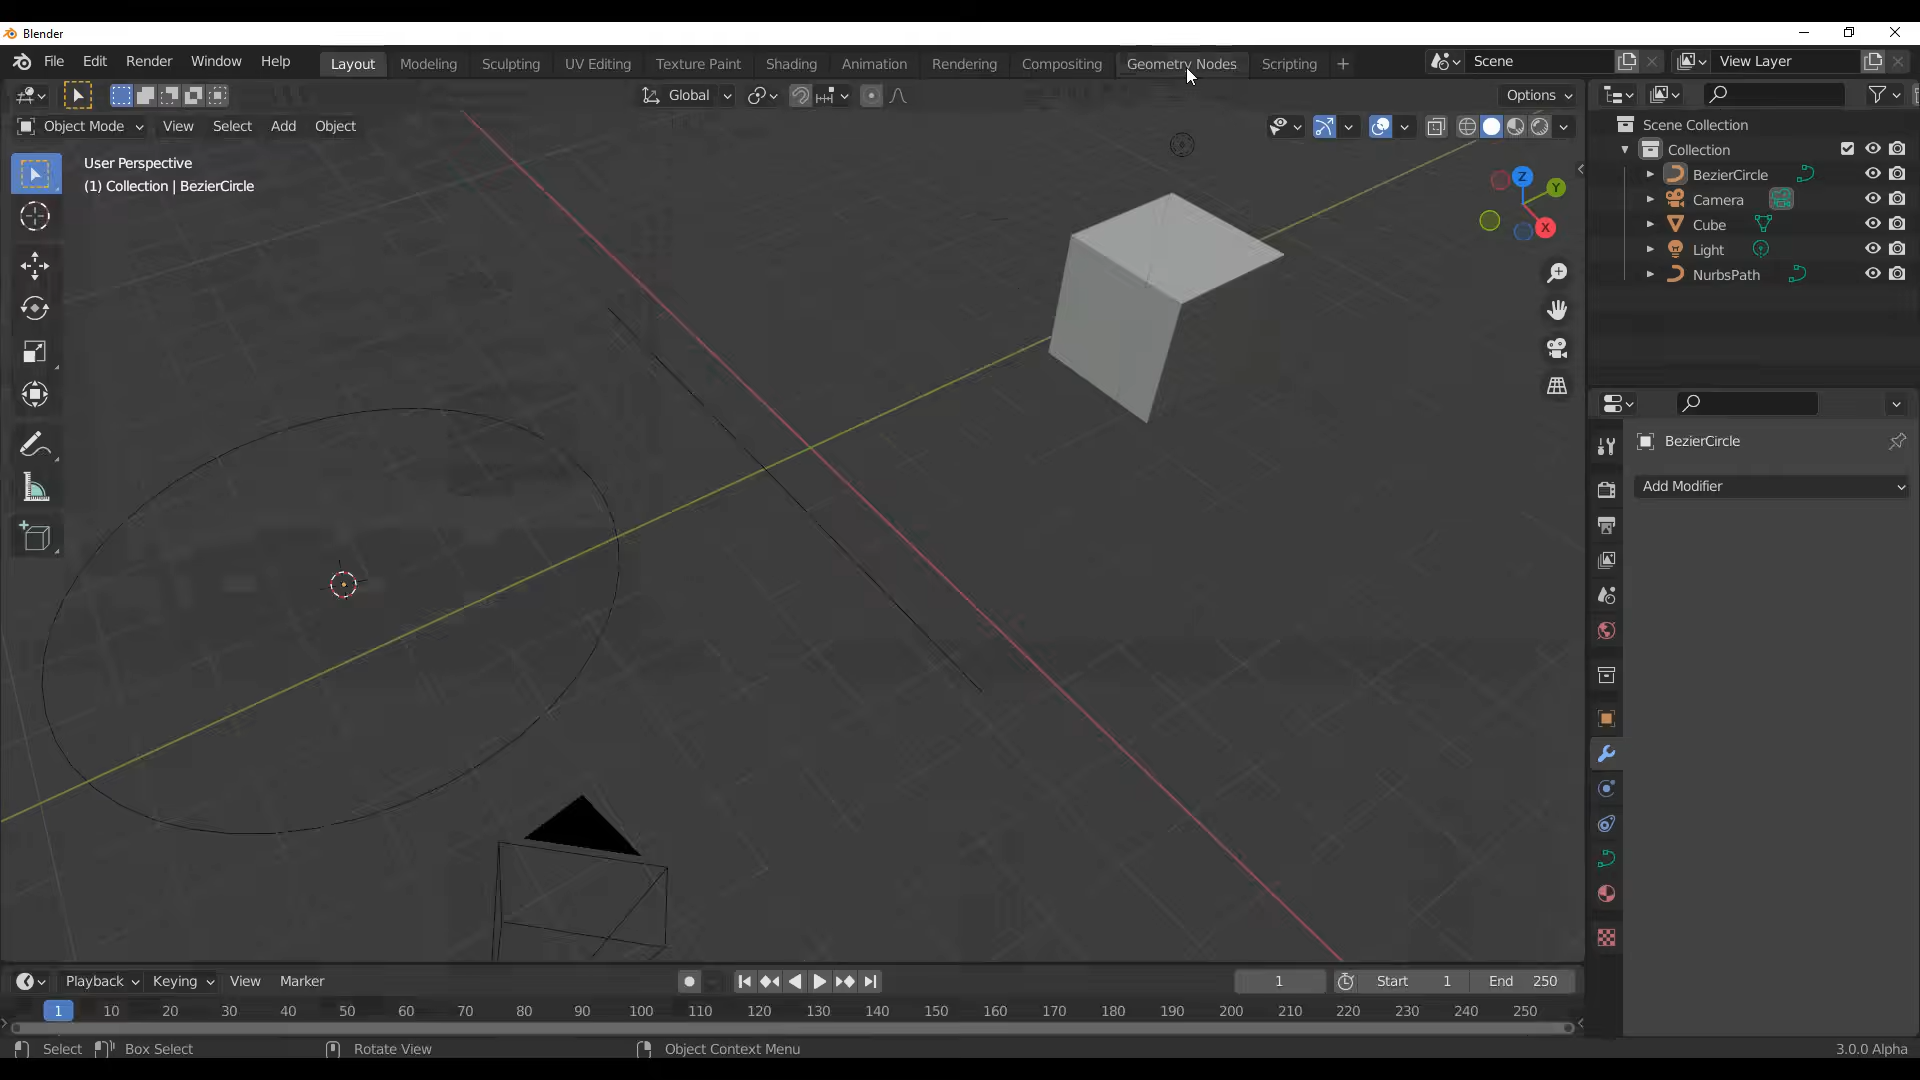 Blender
File Edit Render Window Help Layout Modeling Sculpting UV Editing Texture Paint Shading Animation Rendering Compositing Geometry Nodes Scripting + Scene View Layer
Global Options
Object Mode View Select Add Object
User Perspective
(1) Collection | BezierCircle
Z
Y
X
Scene Collection
Collection
BezierCircle
Camera
Cube
Light
NurbsPath
BezierCircle
Add Modifier
Playback Keying View Marker 1 Start 1 End 250
1 10 20 30 40 50 60 70 80 90 100 110 120 130 140 150 160 170 180 190 200 210 220 230 240 250
Select Box Select Rotate View Object Context Menu 3.0.0 Alpha